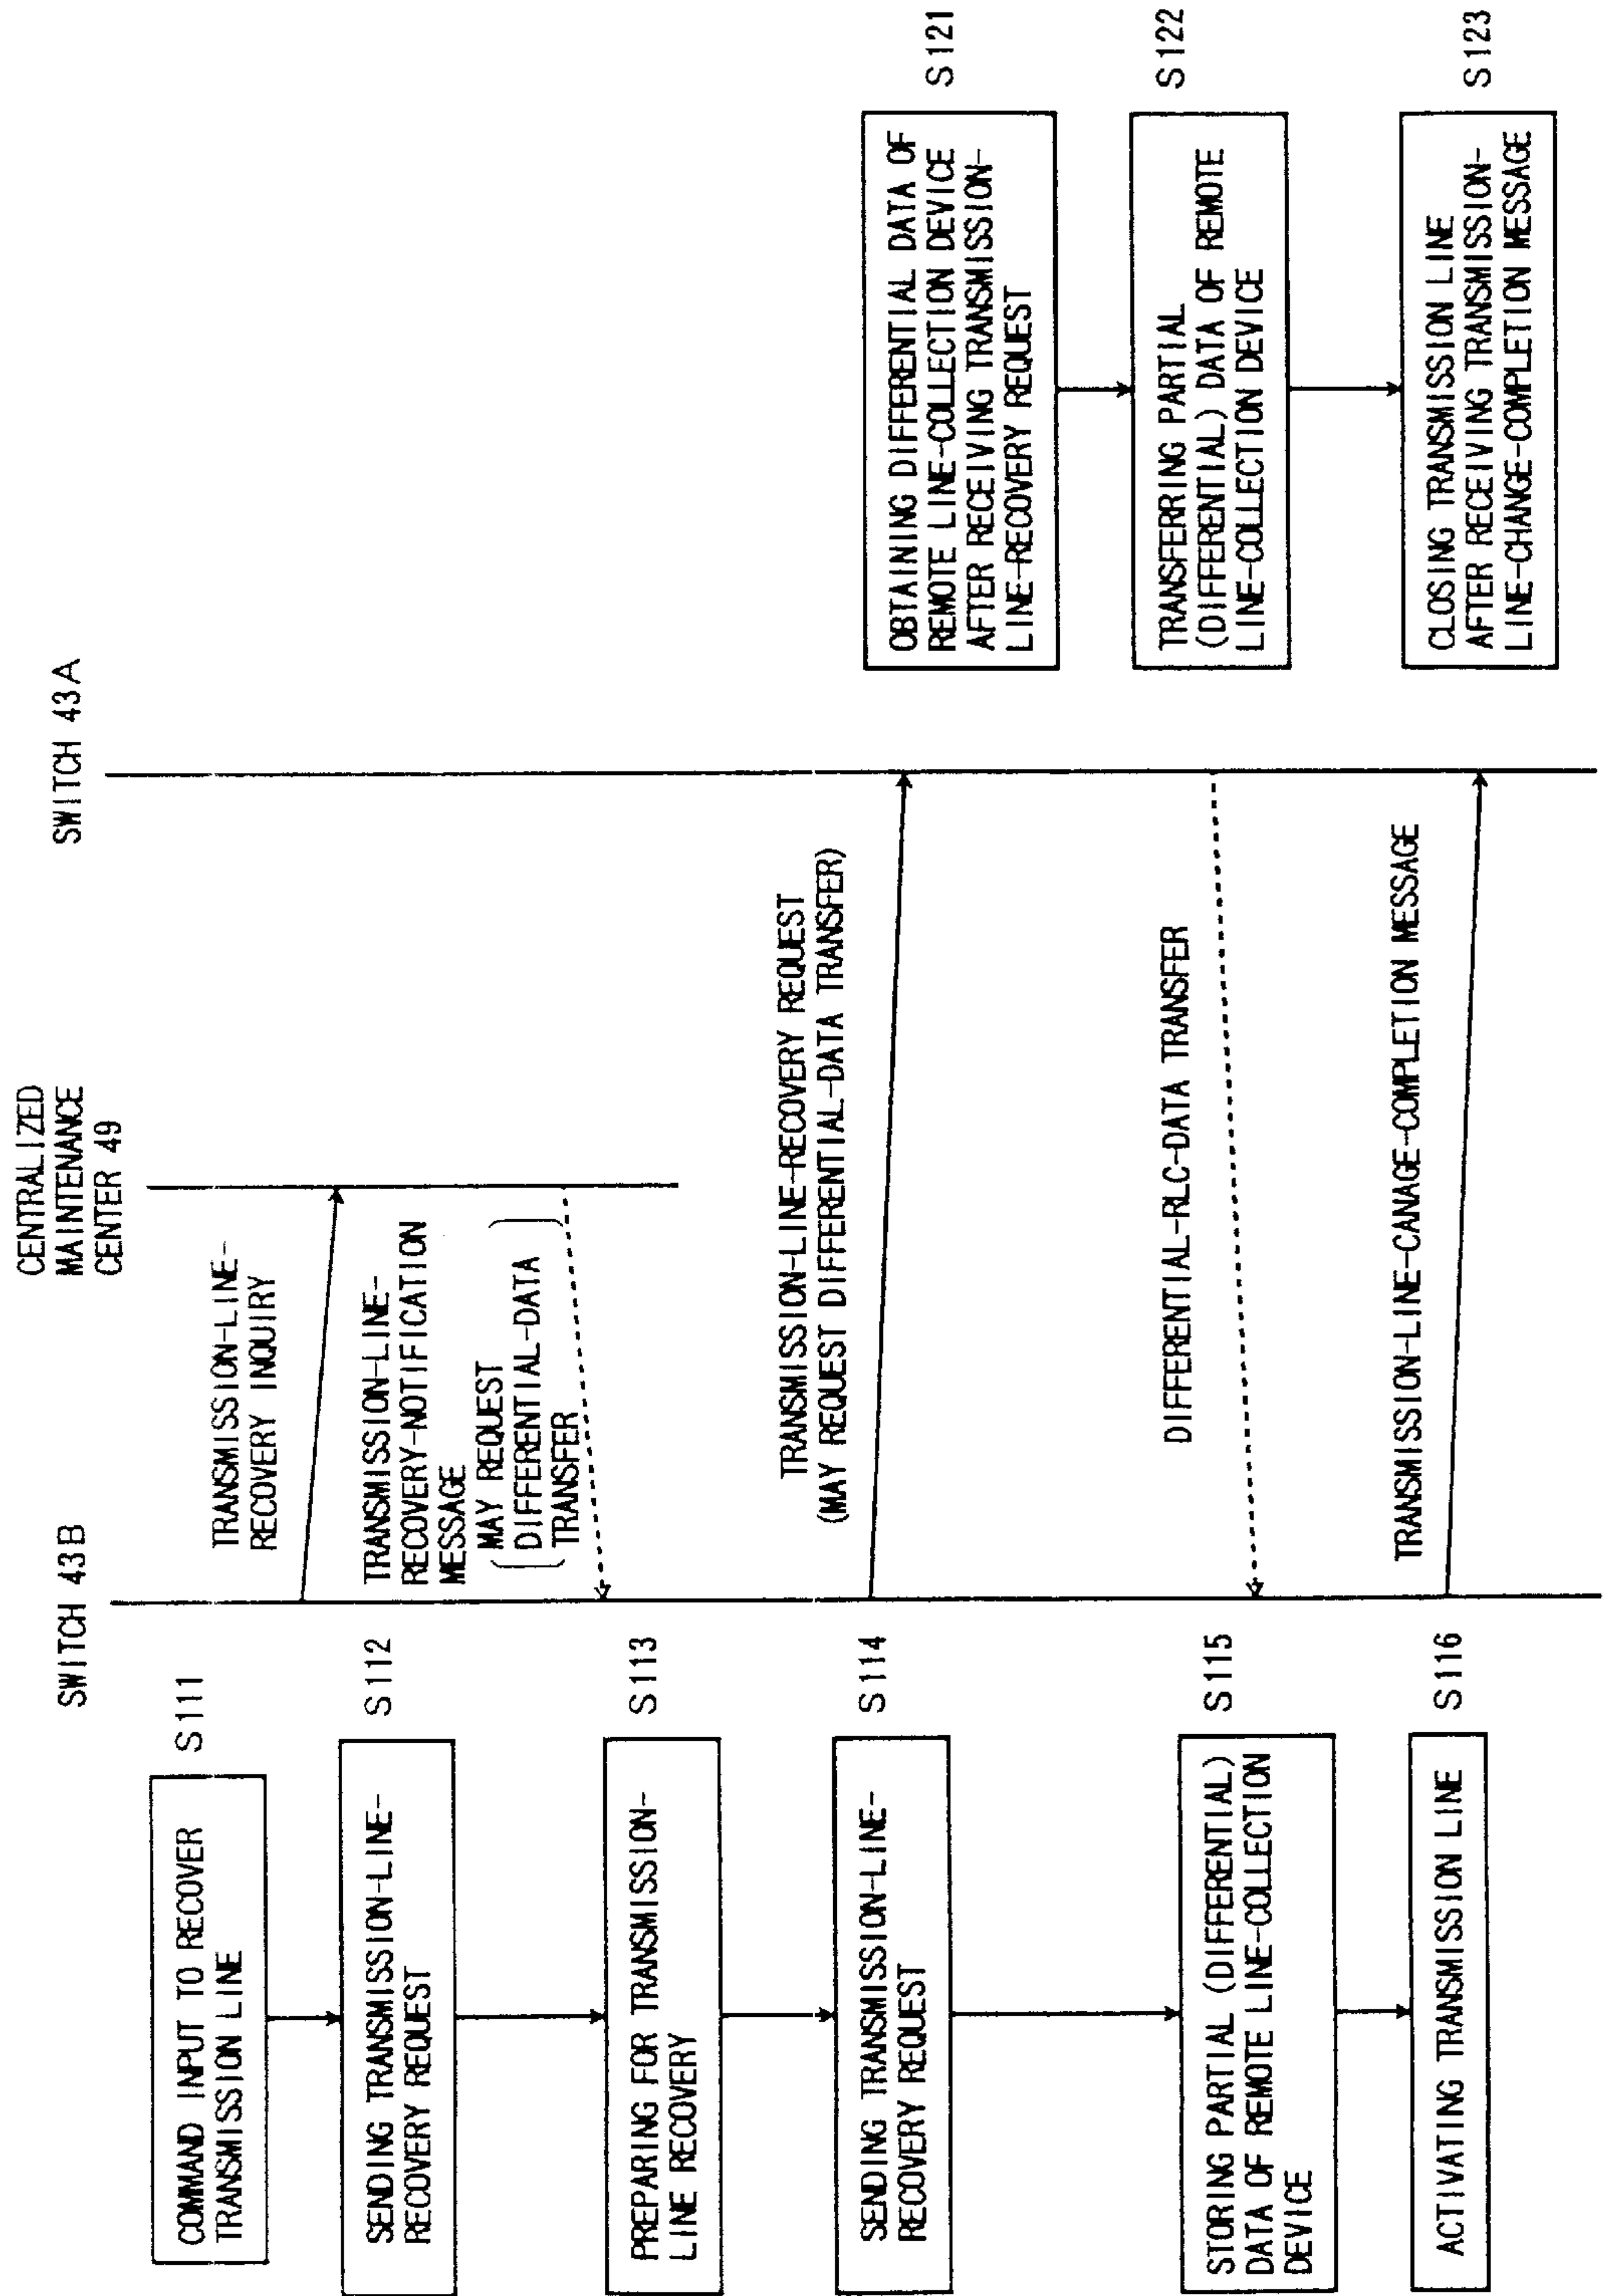 SWITCH 43B
CENTRALIZED
MAINTENANCE
CENTER 49
SWITCH 43A
COMMAND INPUT TO RECOVER
TRANSMISSION LINE
S111
SENDING TRANSMISSION-LINE-
RECOVERY REQUEST
S112
PREPARING FOR TRANSMISSION-
LINE RECOVERY
S113
SENDING TRANSMISSION-LINE-
RECOVERY REQUEST
S114
STORING PARTIAL (DIFFERENTIAL)
DATA OF REMOTE LINE-COLLECTION
DEVICE
S115
ACTIVATING TRANSMISSION LINE
S116
TRANSMISSION-LINE-
RECOVERY INQUIRY
TRANSMISSION-LINE-
RECOVERY-NOTIFICATION
MESSAGE
MAY REQUEST
(DIFFERENTIAL-DATA)
TRANSFER
TRANSMISSION-LINE-RECOVERY REQUEST
(MAY REQUEST DIFFERENTIAL-DATA TRANSFER)
DIFFERENTIAL-RLC-DATA TRANSFER
TRANSMISSION-LINE-CANAGE-COMPLETION MESSAGE
OBTAINING DIFFERENTIAL DATA OF
REMOTE LINE-COLLECTION DEVICE
AFTER RECEIVING TRANSMISSION-
LINE-RECOVERY REQUEST
S121
TRANSFERRING PARTIAL
(DIFFERENTIAL) DATA OF REMOTE
LINE-COLLECTION DEVICE
S122
CLOSING TRANSMISSION LINE
AFTER RECEIVING TRANSMISSION-
LINE-CHANGE-COMPLETION MESSAGE
S123